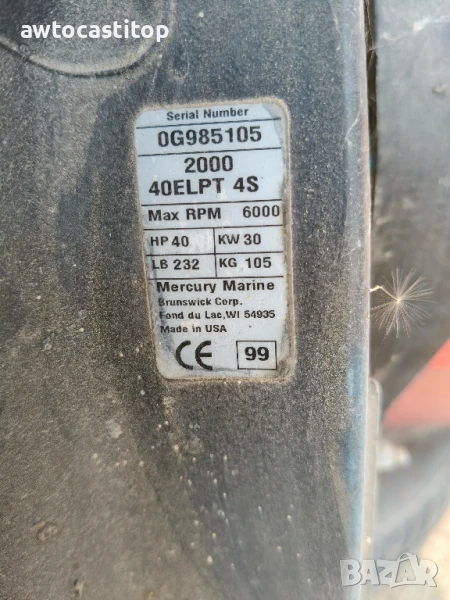 awtocastitop
Serial Number
0G985105
2000
40ELPT 4S
Max RPM 6000
HP 40 KW 30
LB 232 KG 105
Mercury Marine
Brunswick Corp.
Fond du Lac,WI 54935
Made in USA
CE 99
BAZAR